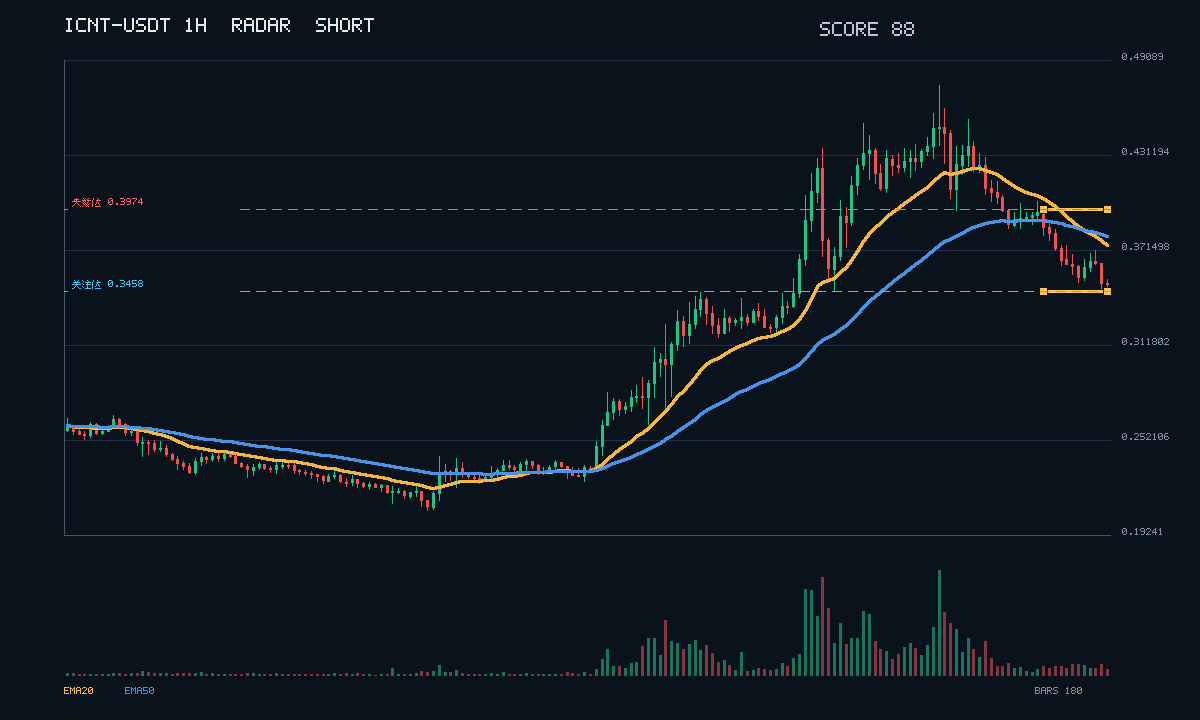 ICNT-USDT 1H  RADAR  SHORT
SCORE 88
0.49089
0.431194
失效位 0.3974
0.371498
关注位 0.3458
0.311802
0.252106
0.19241
EMA20 EMA50
BARS 180